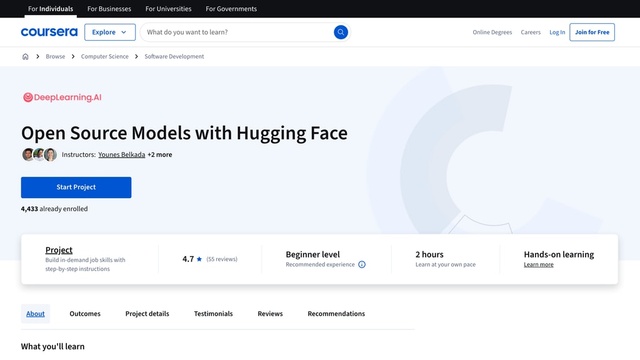 For Individuals
For Businesses
For Universities
For Governments
coursera
Explore
What do you want to learn?
Online Degrees
Careers
Log In
Join for Free
Browse
Computer Science
Software Development
DeepLearning.AI
Open Source Models with Hugging Face
Instructors: Younes Belkada +2 more
Start Project
4,433 already enrolled
Project
Build in-demand job skills with
step-by-step instructions
4.7
(55 reviews)
Beginner level
Recommended experience
2 hours
Learn at your own pace
Hands-on learning
Learn more
About
Outcomes
Project details
Testimonials
Reviews
Recommendations
What you'll learn